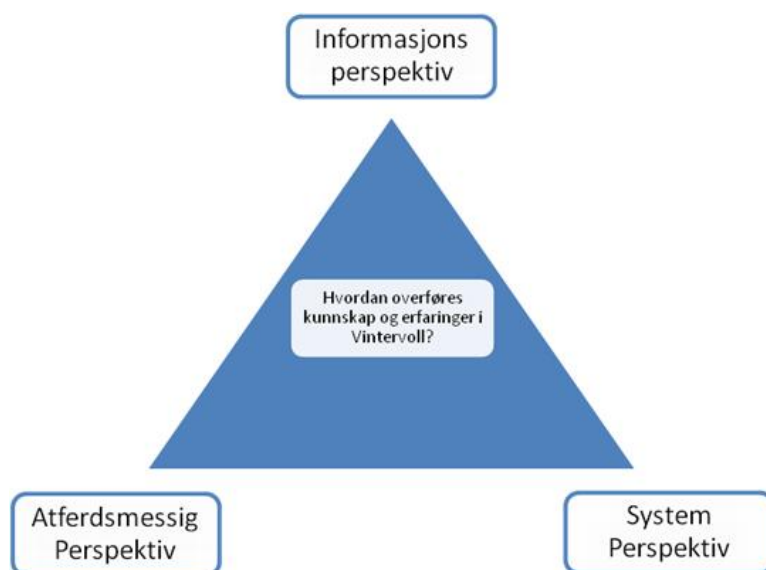 Informasjons
perspektiv
Hvordan overføres
kunnskap og erfaringer i
Vintervoll?
Atferdsmessig
Perspektiv
System
Perspektiv